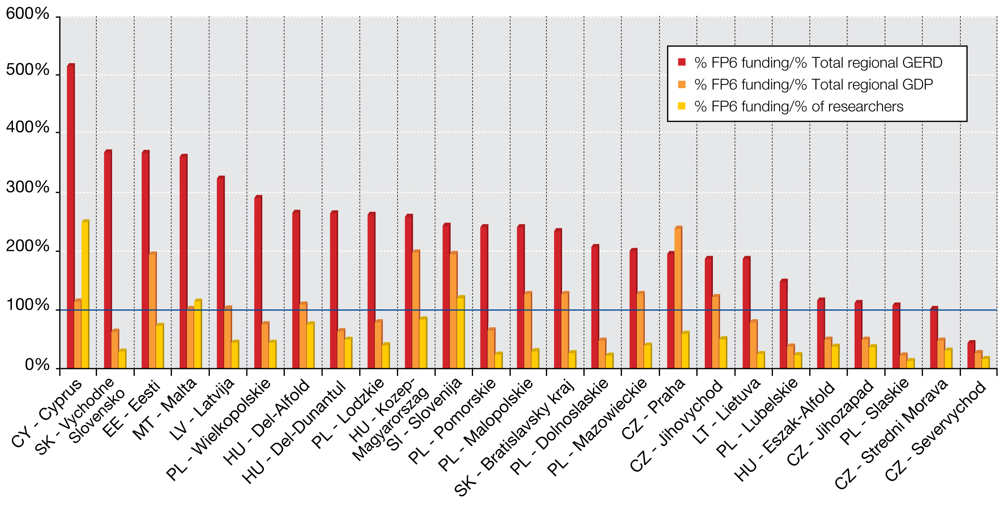 600%
500%
400%
300%
200%
100%
0%
% FP6 funding/% Total regional GERD
% FP6 funding/% Total regional GDP
% FP6 funding/% of researchers
CY - Cyprus
SK - Vychodne
Slovensko
EE - Eesti
MT - Malta
LV - Latvija
PL - Wielkopolskie
HU - Del-Alfold
HU - Del-Dunantul
PL - Lodzkie
HU - Kozep-
Magyarorszag
SI - Slovenija
PL - Pomorskie
PL - Malopolskie
SK - Bratislavsky kraj
PL - Dolnoslaskie
PL - Mazowieckie
CZ - Praha
CZ - Jihovychod
LT - Lietuva
PL - Lubelskie
HU - Eszak-Alfold
CZ - Jihozapad
PL - Slaskie
CZ - Stredni Morava
CZ - Severvychod